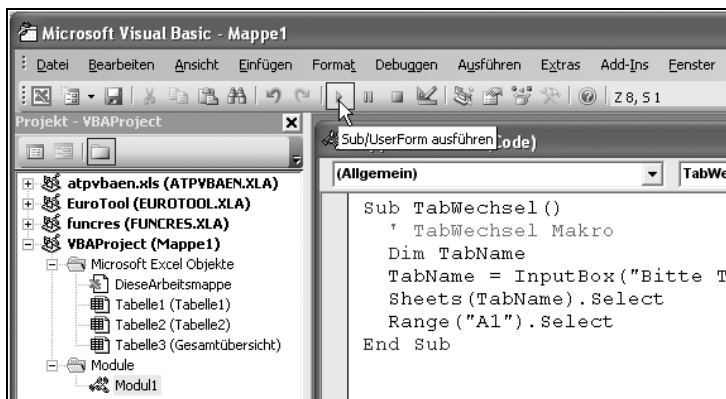 Microsoft Visual Basic - Mappe1
Datei Bearbeiten Ansicht Einfügen Format Debuggen Ausführen Extras Add-Ins Fenster
Z 8, S 1
Projekt - VBAProject
Sub/UserForm ausführen
Code)
(Allgemein)
TabWe
atpvbaen.xls (ATPVBAEN.XLA)
EuroTool (EUROTOOL.XLA)
funcres (FUNCRES.XLA)
VBAProject (Mappe1)
Microsoft Excel Objekte
DieseArbeitsmappe
Tabelle1 (Tabelle1)
Tabelle2 (Tabelle2)
Tabelle3 (Gesamtübersicht)
Module
Modul1
Sub TabWechsel()
' TabWechsel Makro
Dim TabName
TabName = InputBox("Bitte T
Sheets(TabName).Select
Range("A1").Select
End Sub